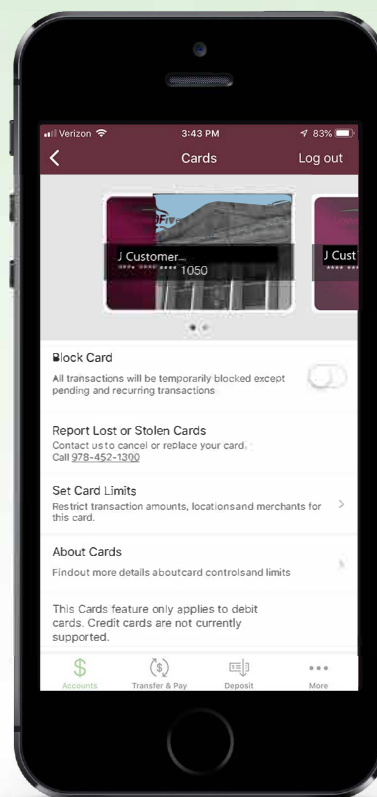 Verizon 3:43 PM 83%
Cards Log out
J Customer...
**** **** **** 1050
J Cust
**** ****
Block Card
All transactions will be temporarily blocked except
pending and recurring transactions
Report Lost or Stolen Cards
Contact us to cancel or replace your card.
Call 978-452-1300
Set Card Limits
Restrict transaction amounts, locationsand merchants for
this card.
About Cards
Findout more details aboutcard controlsand limits
This Cards feature only applies to debit
cards. Credit cards are not currently
supported.
Accounts Transfer & Pay Deposit More